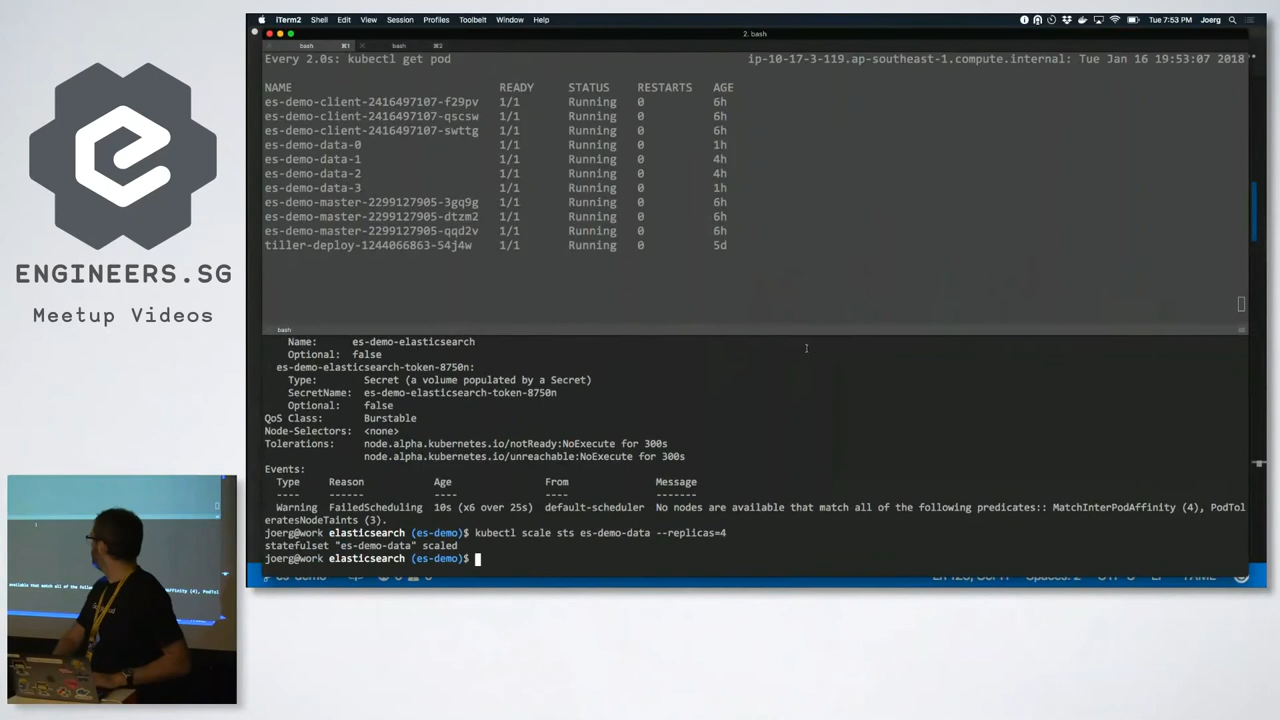 iTerm2 Shell Edit View Session Profiles Toolbelt Window Help
Tue 7:53 PM Joerg
2. bash
bash ⌘1 bash ⌘2
Every 2.0s: kubectl get pod ip-10-17-3-119.ap-southeast-1.compute.internal: Tue Jan 16 19:53:07 2018
NAME READY STATUS RESTARTS AGE
es-demo-client-2416497107-f29pv 1/1 Running 0 6h
es-demo-client-2416497107-qscsw 1/1 Running 0 6h
es-demo-client-2416497107-swttg 1/1 Running 0 6h
es-demo-data-0 1/1 Running 0 1h
es-demo-data-1 1/1 Running 0 4h
es-demo-data-2 1/1 Running 0 4h
es-demo-data-3 1/1 Running 0 1h
es-demo-master-2299127905-3gq9g 1/1 Running 0 6h
es-demo-master-2299127905-dtzm2 1/1 Running 0 6h
es-demo-master-2299127905-qqd2v 1/1 Running 0 6h
tiller-deploy-1244066863-54j4w 1/1 Running 0 5d
bash
Name: es-demo-elasticsearch
Optional: false
es-demo-elasticsearch-token-8750n:
Type: Secret (a volume populated by a Secret)
SecretName: es-demo-elasticsearch-token-8750n
Optional: false
QoS Class: Burstable
Node-Selectors: <none>
Tolerations: node.alpha.kubernetes.io/notReady:NoExecute for 300s
node.alpha.kubernetes.io/unreachable:NoExecute for 300s
Events:
Type Reason Age From Message
---- ------ ---- ---- -------
Warning FailedScheduling 10s (x6 over 25s) default-scheduler No nodes are available that match all of the following predicates:: MatchInterPodAffinity (4), PodTol
eratesNodeTaints (3).
joerg@work elasticsearch (es-demo)$ kubectl scale sts es-demo-data --replicas=4
statefulset "es-demo-data" scaled
joerg@work elasticsearch (es-demo)$
ENGINEERS.SG
Meetup Videos